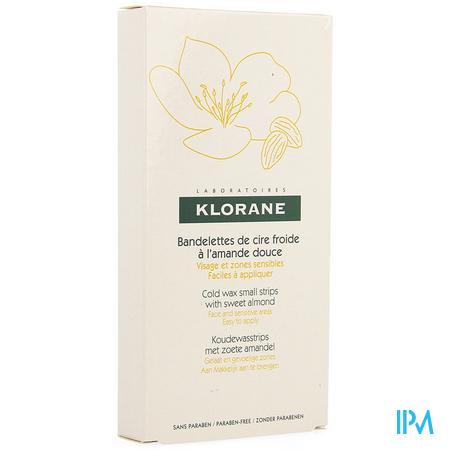 LABORATOIRES
KLORANE
Bandelettes de cire froide
à l'amande douce
Visage et zones sensibles
Faciles à appliquer
Cold wax small strips
with sweet almond
Face and sensitive areas
Easy to apply
Koudewasstrips
met zoete amandel
Gelaat en gevoelige zones
Aan Makkelijk aan te brengen
SANS PARABEN / PARABEN-FREE / ZONDER PARABENEN
IPM